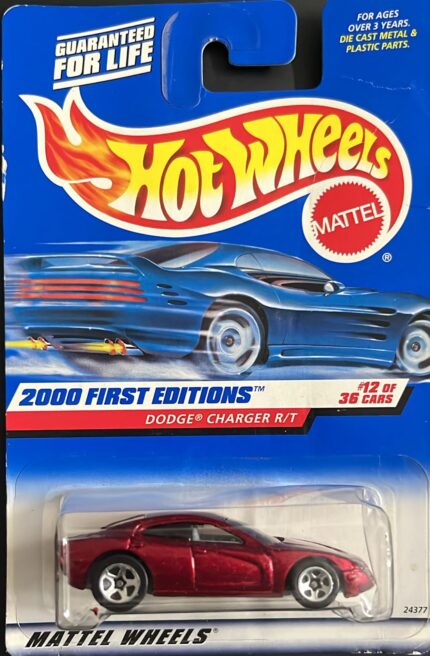 GUARANTEED
FOR LIFE
FOR AGES
OVER 3 YEARS.
DIE CAST METAL &
PLASTIC PARTS.
HOT WHEELS
MATTEL
®
2000 FIRST EDITIONS™
#12 OF
36 CARS
DODGE® CHARGER R/T
24377
MATTEL WHEELS®